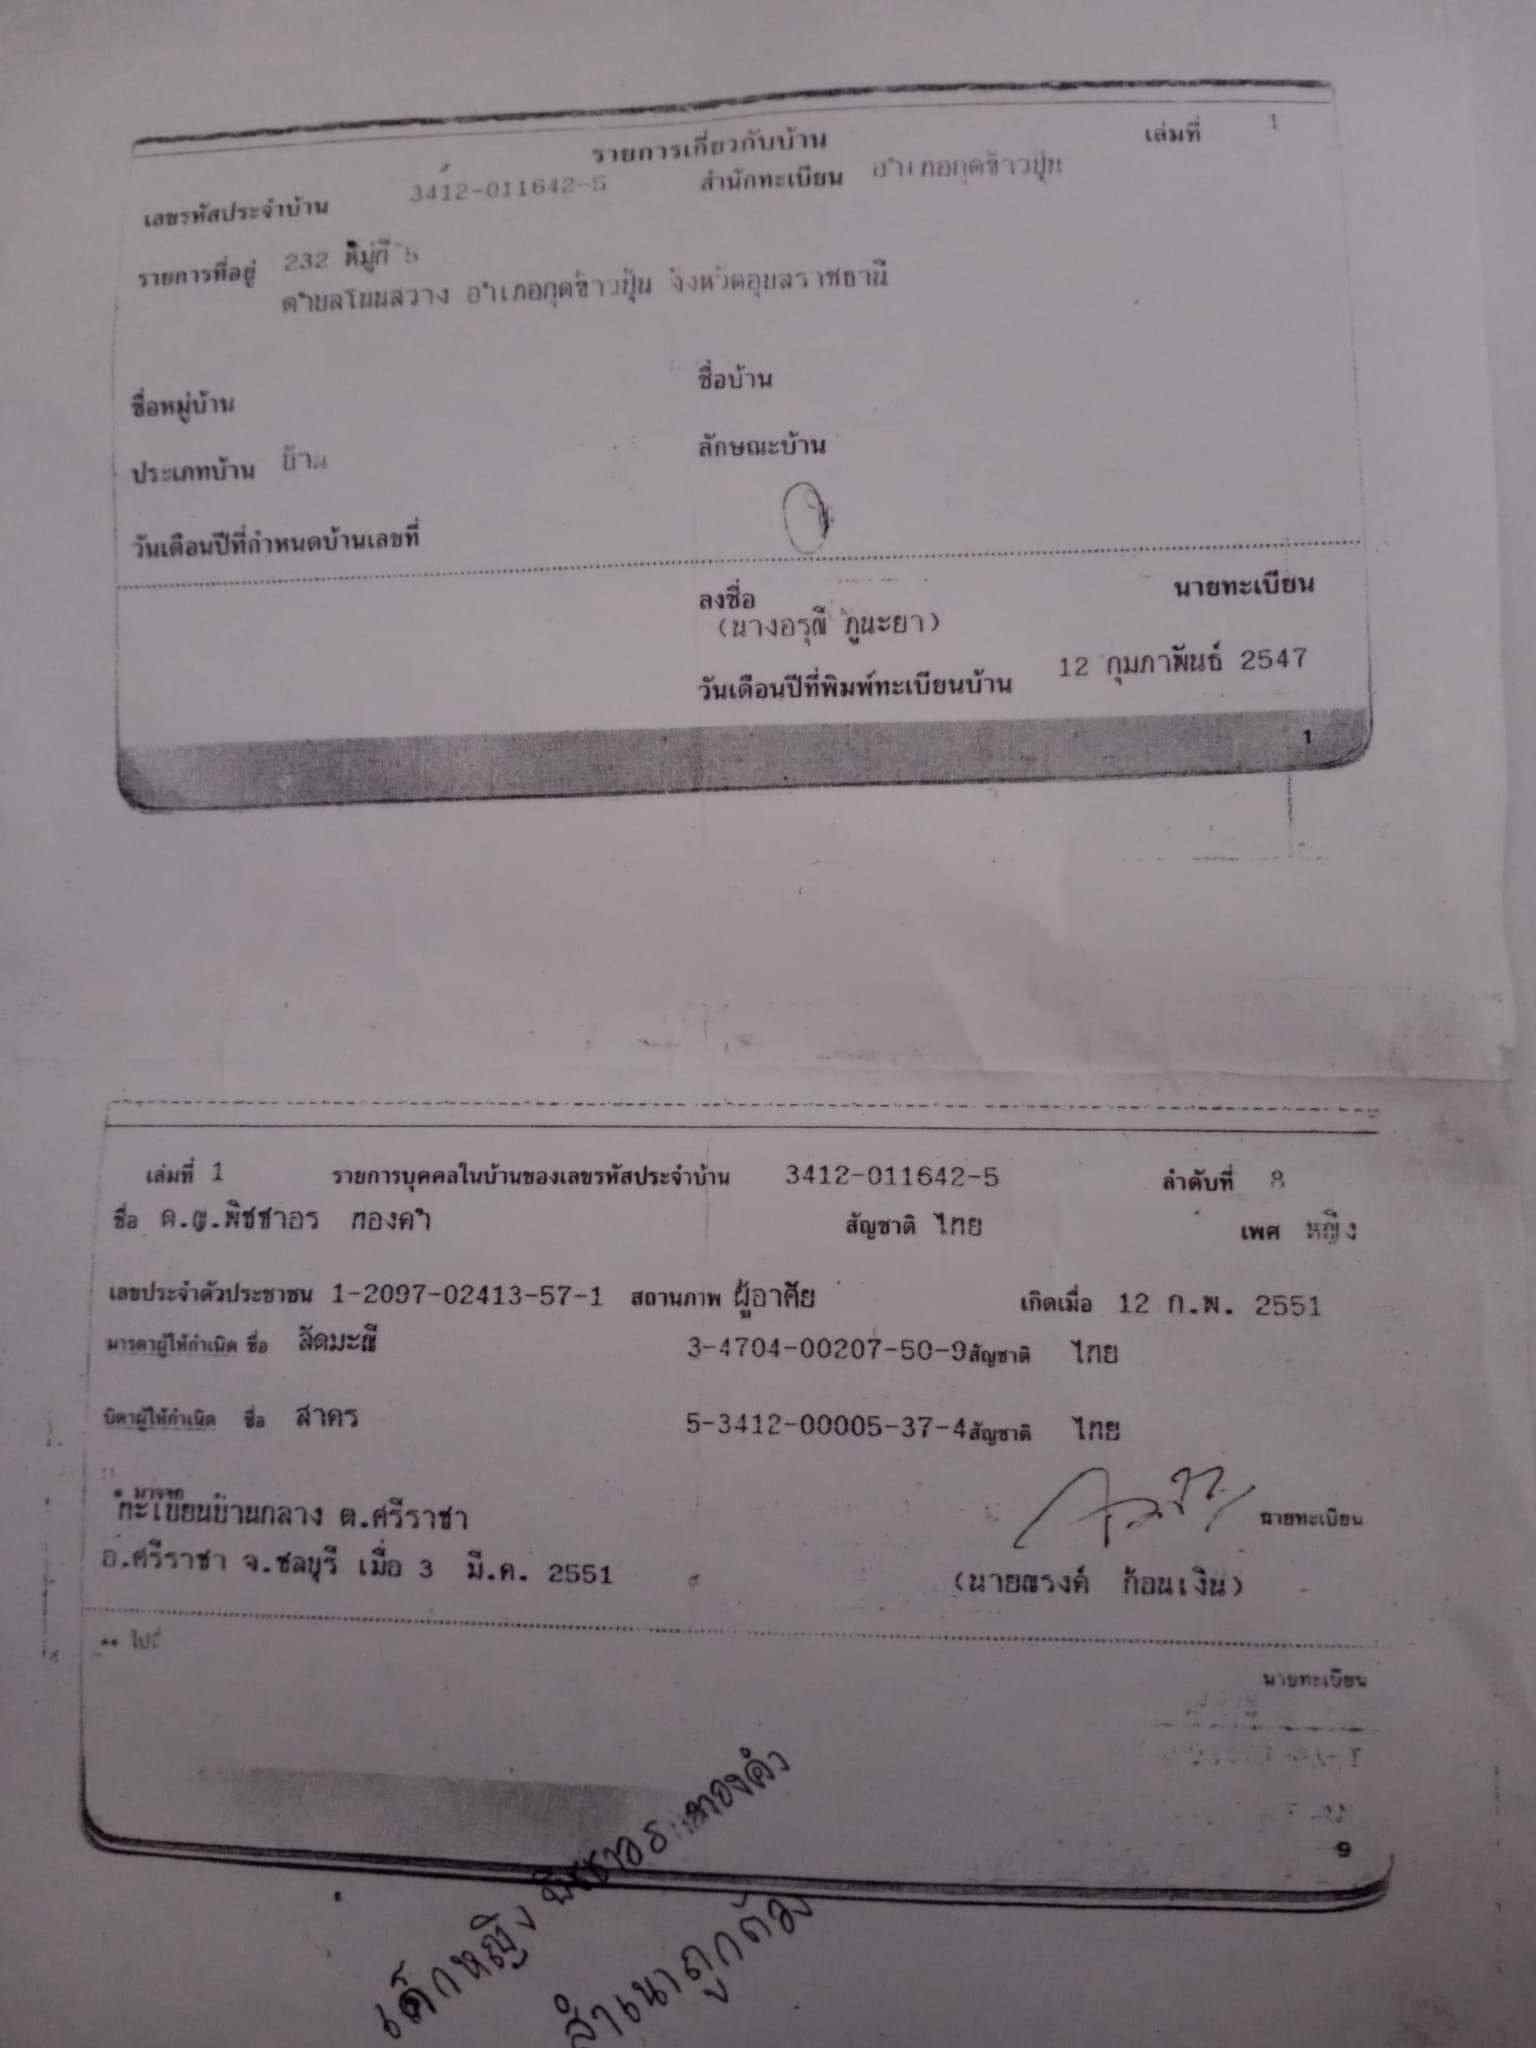 รายการเกี่ยวกับบ้าน เล่มที่ 1
เลขรหัสประจำบ้าน 3412-011642-5 สำนักทะเบียน อำเภอกุดข้าวปุ้น
รายการที่อยู่ 232 หมู่ที่ 5
ตำบลโนนสวาง อำเภอกุดข้าวปุ้น จังหวัดอุบลราชธานี
ชื่อหมู่บ้าน ชื่อบ้าน
ประเภทบ้าน บ้าน ลักษณะบ้าน
วันเดือนปีที่กำหนดบ้านเลขที่
ลงชื่อ นายทะเบียน
(นางอรุณี ภูนะยา)
วันเดือนปีที่พิมพ์ทะเบียนบ้าน 12 กุมภาพันธ์ 2547
1
เล่มที่ 1 รายการบุคคลในบ้านของเลขรหัสประจำบ้าน 3412-011642-5 ลำดับที่ 8
ชื่อ ด.ญ.พิชชาอร ทองคำ สัญชาติ ไทย เพศ หญิง
เลขประจำตัวประชาชน 1-2097-02413-57-1 สถานภาพ ผู้อาศัย เกิดเมื่อ 12 ก.พ. 2551
มารดาผู้ให้กำเนิด ชื่อ ลัดมะณี 3-4704-00207-50-9 สัญชาติ ไทย
บิดาผู้ให้กำเนิด ชื่อ สาคร 5-3412-00005-37-4 สัญชาติ ไทย
* มาจาก
ทะเบียนบ้านกลาง ต.ศรีราชา นายทะเบียน
อ.ศรีราชา จ.ชลบุรี เมื่อ 3 มี.ค. 2551 (นายณรงค์ ก้อนเงิน)
** ไปที่
นายทะเบียน
9
เด็กหญิง พิชชาอร ทองคำ
สำเนาถูกต้อง